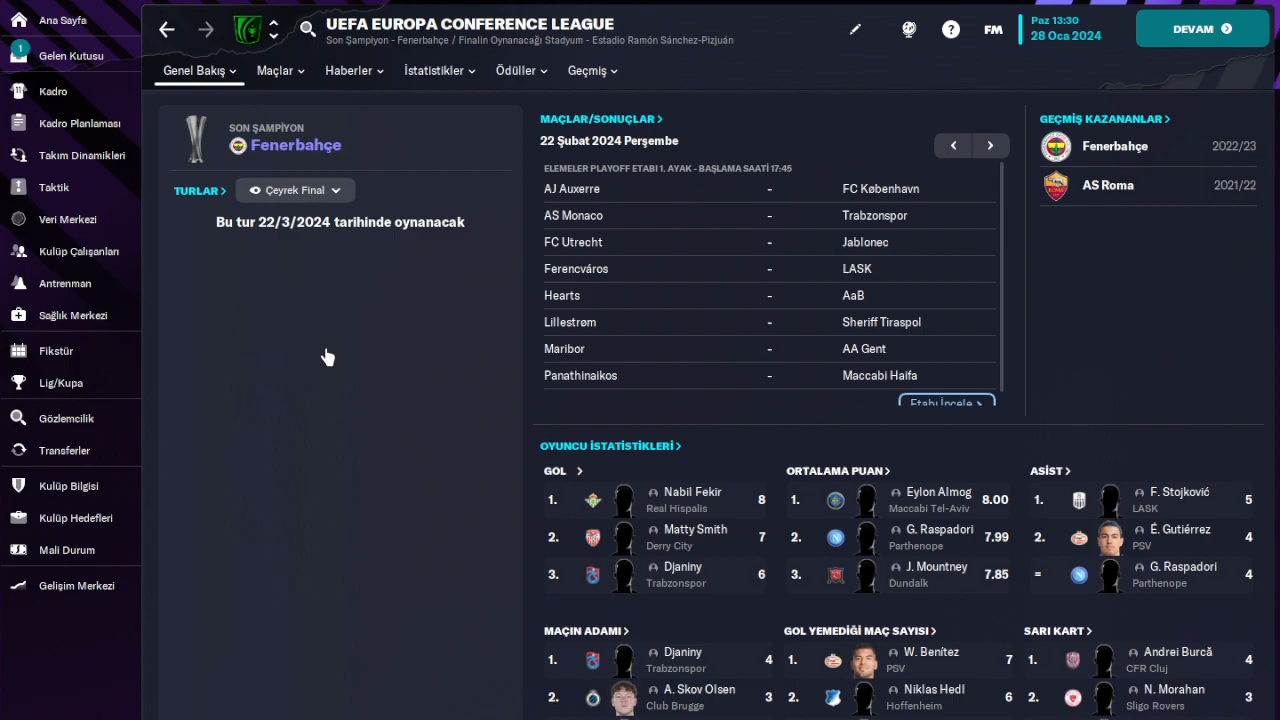 Ana Sayfa
1
Gelen Kutusu
Kadro
Kadro Planlaması
Takım Dinamikleri
Taktik
Veri Merkezi
Kulüp Çalışanları
Antrenman
Sağlık Merkezi
Fikstür
Lig/Kupa
Gözlemcilik
Transferler
Kulüp Bilgisi
Kulüp Hedefleri
Mali Durum
Gelişim Merkezi
UEFA EUROPA CONFERENCE LEAGUE
Son Şampiyon - Fenerbahçe / Finalin Oynanacağı Stadyum - Estadio Ramón Sánchez-Pizjuán
FM
Paz 13:30
28 Oca 2024
DEVAM
Genel Bakış
Maçlar
Haberler
İstatistikler
Ödüller
Geçmiş
SON ŞAMPİYON
Fenerbahçe
TURLAR
Çeyrek Final
Bu tur 22/3/2024 tarihinde oynanacak
MAÇLAR/SONUÇLAR
22 Şubat 2024 Perşembe
ELEMELER PLAYOFF ETABI 1. AYAK - BAŞLAMA SAATİ 17:45
AJ Auxerre - FC København
AS Monaco - Trabzonspor
FC Utrecht - Jablonec
Ferencváros - LASK
Hearts - AaB
Lillestrøm - Sheriff Tiraspol
Maribor - AA Gent
Panathinaikos - Maccabi Haifa
Etabı İncele
GEÇMİŞ KAZANANLAR
Fenerbahçe 2022/23
AS Roma 2021/22
OYUNCU İSTATİSTİKLERİ
GOL
1. Nabil Fekir 8
Real Hispalis
2. Matty Smith 7
Derry City
3. Djaniny 6
Trabzonspor
ORTALAMA PUAN
1. Eylon Almog 8.00
Maccabi Tel-Aviv
2. G. Raspadori 7.99
Parthenope
3. J. Mountney 7.85
Dundalk
ASİST
1. F. Stojković 5
LASK
2. É. Gutiérrez 4
PSV
= G. Raspadori 4
Parthenope
MAÇIN ADAMI
1. Djaniny 4
Trabzonspor
2. A. Skov Olsen 3
Club Brugge
GOL YEMEDİĞİ MAÇ SAYISI
1. W. Benítez 7
PSV
2. Niklas Hedl 6
Hoffenheim
SARI KART
1. Andrei Burcă 4
CFR Cluj
2. N. Morahan 3
Sligo Rovers